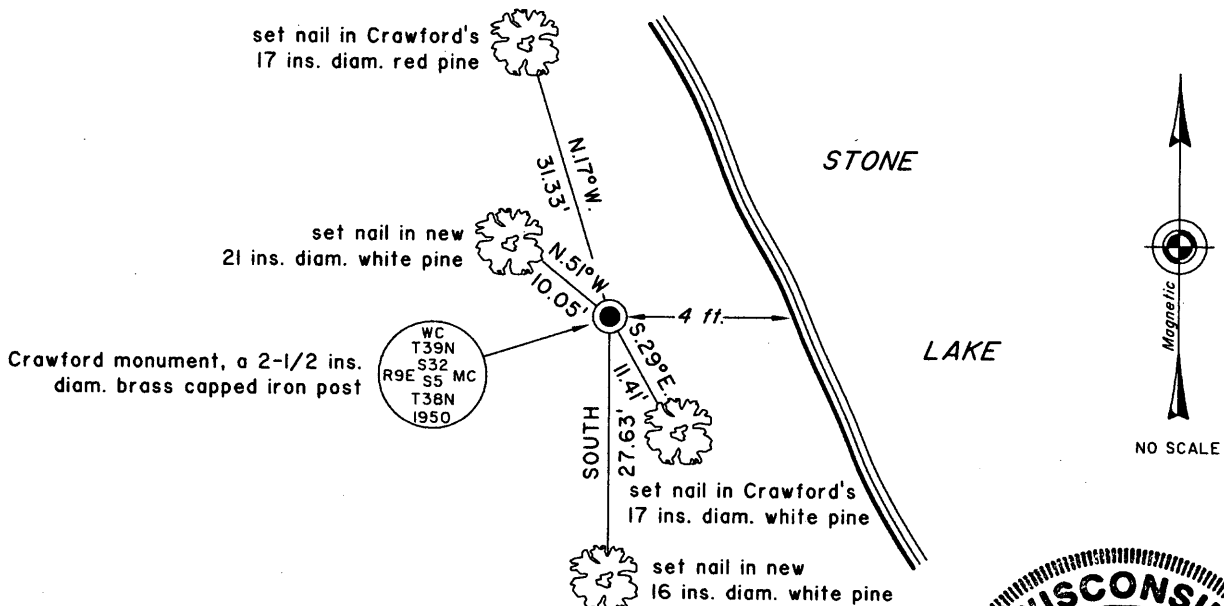 set nail in Crawford's
17 ins. diam. red pine
N.17°W.
31.33'
STONE
set nail in new
21 ins. diam. white pine
N.51°W
10.05'
4 ft.
Magnetic
LAKE
Crawford monument, a 2-1/2 ins.
diam. brass capped iron post
WC
T39N
S32
R9E S5 MC
T38N
1950
S.29°E.
11.41'
SOUTH
27.63'
NO SCALE
set nail in Crawford's
17 ins. diam. white pine
set nail in new
16 ins. diam. white pine
WISCONSI